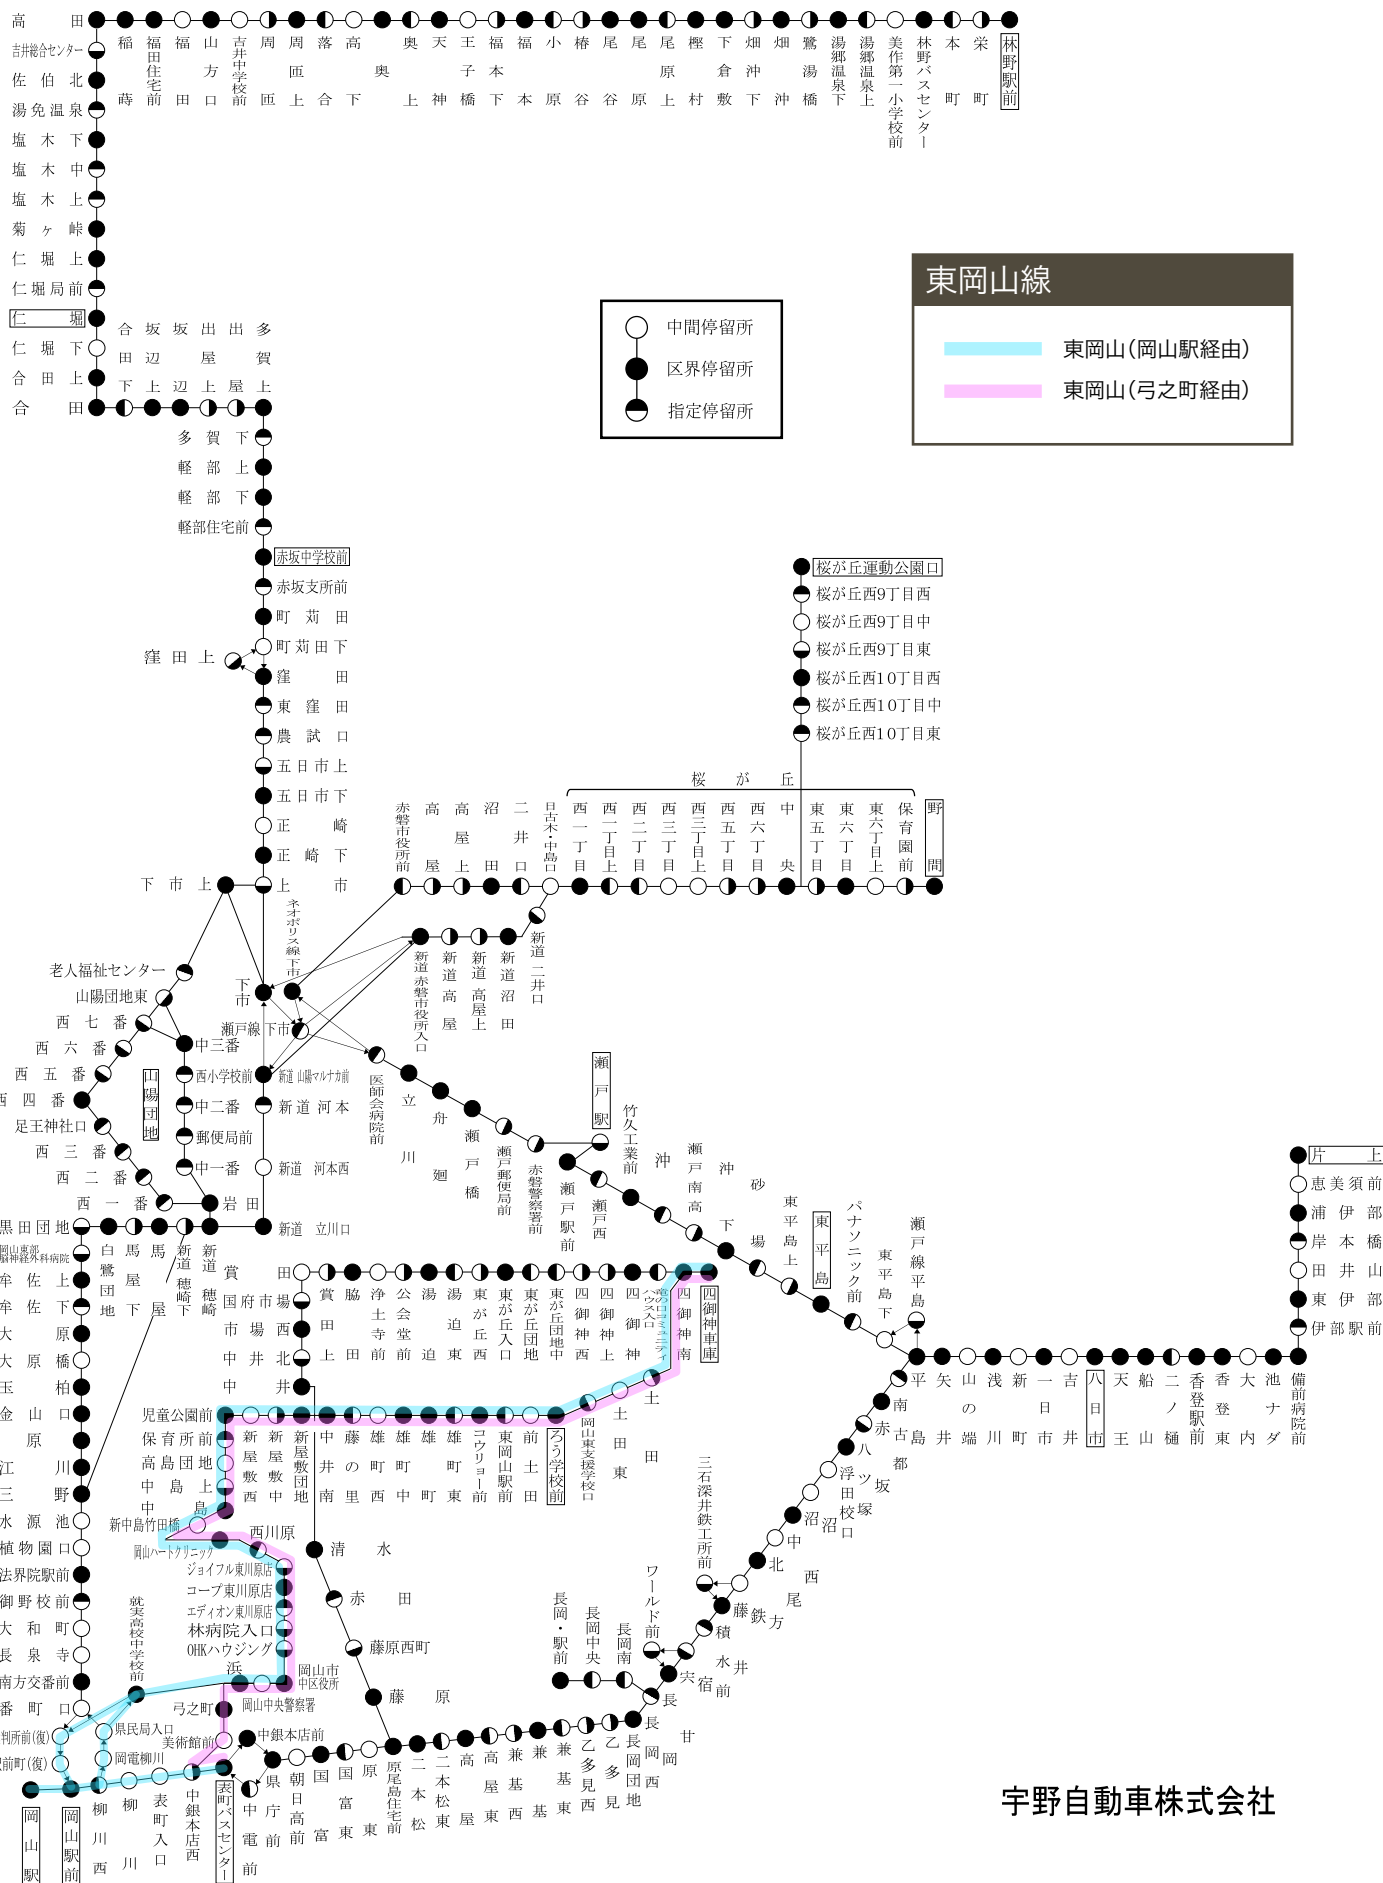 高田
稲蒔
福田住宅前
福田
山方口
吉井中学校前
周匝
周匝上
落合
高下
奥
奥上
天神
王子橋
福本下
福本
小原
椿谷
尾谷
尾原
尾原上
樫村
下倉敷
畑沖下
畑沖
鷺湯橋
湯郷温泉下
湯郷温泉上
美作第一小学校前
林野バスセンター
本町
栄町
林野駅前
吉井総合センター
佐伯北
湯免温泉
塩木下
塩木中
塩木上
菊ヶ峠
仁堀上
仁堀局前
仁堀
仁堀下
合田上
合田
合田下
坂辺上
坂辺
出屋上
出屋
多賀上
東岡山線
東岡山(岡山駅経由)
東岡山(弓之町経由)
中間停留所
区界停留所
指定停留所
多賀下
軽部上
軽部下
軽部住宅前
赤坂中学校前
赤坂支所前
町苅田
町苅田下
窪田上
窪田
東窪田
農試口
五日市上
五日市下
正崎
正崎下
上市
下市上
桜が丘運動公園口
桜が丘西9丁目西
桜が丘西9丁目中
桜が丘西9丁目東
桜が丘西10丁目西
桜が丘西10丁目中
桜が丘西10丁目東
桜が丘
赤磐市役所前
高屋
高屋上
沼田
二井口
日古木・中島口
西一丁目
西一丁目上
西二丁目
西三丁目
西三丁目上
西五丁目
西六丁目
中央
東五丁目
東六丁目
東六丁目上
保育園前
野間
ネオポリス線下市
新道 赤磐市役所入口
新道 高屋
新道 高屋上
新道 沼田
新道 二井口
下市
瀬戸線下市
老人福祉センター
山陽団地東
西七番
西六番
西五番
西四番
足王神社口
西三番
西二番
西一番
山陽団地
中三番
西小学校前
中二番
郵便局前
中一番
岩田
新道 山陽マルナカ前
新道 河本
新道 河本西
新道 立川口
医師会病院前
立川
舟廻
瀬戸橋
瀬戸郵便局前
赤磐警察署前
瀬戸駅
瀬戸駅前
瀬戸西
竹久工業前
沖
瀬戸南高
沖下
砂場
東平島上
東平島
パナソニック前
東平島下
瀬戸線平島
片上
恵美須前
浦伊部
岸本橋
田井山
東伊部
伊部駅前
黒田団地
白鷺団地
馬屋下
馬屋
新道 穂崎下
新道 穂崎
岡山東部脳神経外科病院
牟佐上
牟佐下
大原
大原橋
玉柏
金山口
原
江川
三野
水源池
植物園口
法界院駅前
御野校前
大和町
長泉寺
南方交番前
番町口
賞田
国府市場
市場西
中井北
中井
賞田上
脇田
浄土寺前
公会堂前
湯迫
湯迫東
東が丘西
東が丘入口
東が丘団地
東が丘団地中
四御神西
四御神上
四御神
竜の口コミュニティハウス入口
四御神南
四御神車庫
児童公園前
保育所前
高島団地
中島上
中島
新中島竹田橋
新屋敷西
新屋敷中
新屋敷団地
中井南
藤の里
雄町西
雄町中
雄町
雄町東
コウリョー前
東岡山駅前
前土田
ろう学校前
岡山東支援学校口
土田東
土田
平島
矢井
山の端
浅川
新町
一日市
吉井
八日市
天王
船山
二ノ樋
香登駅前
香登東
大内
池ナダ
備前病院前
南古都
赤坂
八ツ塚
浮田校口
沼
沼中
北
西尾
藤
鉄方
三石深井鉄工所前
積
水井
宍
宿前
ワールド前
岡山ハートクリニック
西川原
ジョイフル東川原店
コープ東川原店
エディオン東川原店
林病院入口
OHKハウジング
岡山市中区役所
浜
岡山中央警察署
弓之町
美術館前
就実高校中学校前
清水
赤田
藤原西町
藤原
県民局入口
岡電柳川
判所前(復)
前町(復)
岡山駅
岡山駅前
柳川西
柳川
表町入口
中銀本店西
表町バスセンター
中銀本店前
中電前
県庁前
朝日高前
国富
国富東
原東
原尾島住宅前
二本松
二本松東
高屋
高屋東
兼基西
兼基
兼基東
乙多見西
乙多見
長岡団地
長岡西
長岡
甘
長岡・駅前
長岡中央
長岡南
宇野自動車株式会社